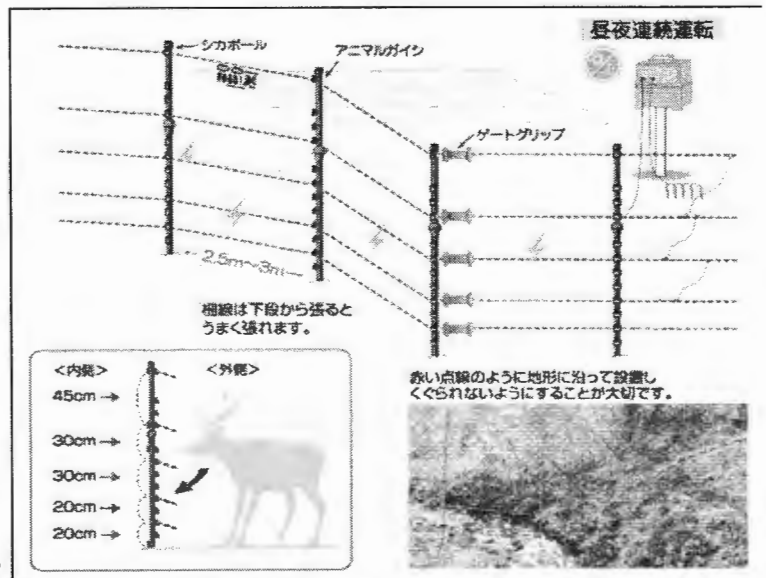 シカポール
アニマルガイシ
昼夜連続運転
ゲートグリップ
2.5m〜3m
柵線は下段から張ると
うまく張れます。
<内側>
<外側>
45cm→
30cm→
30cm→
20cm→
20cm→
赤い点線のように地形に沿って設置し
くぐられないようにすることが大切です。